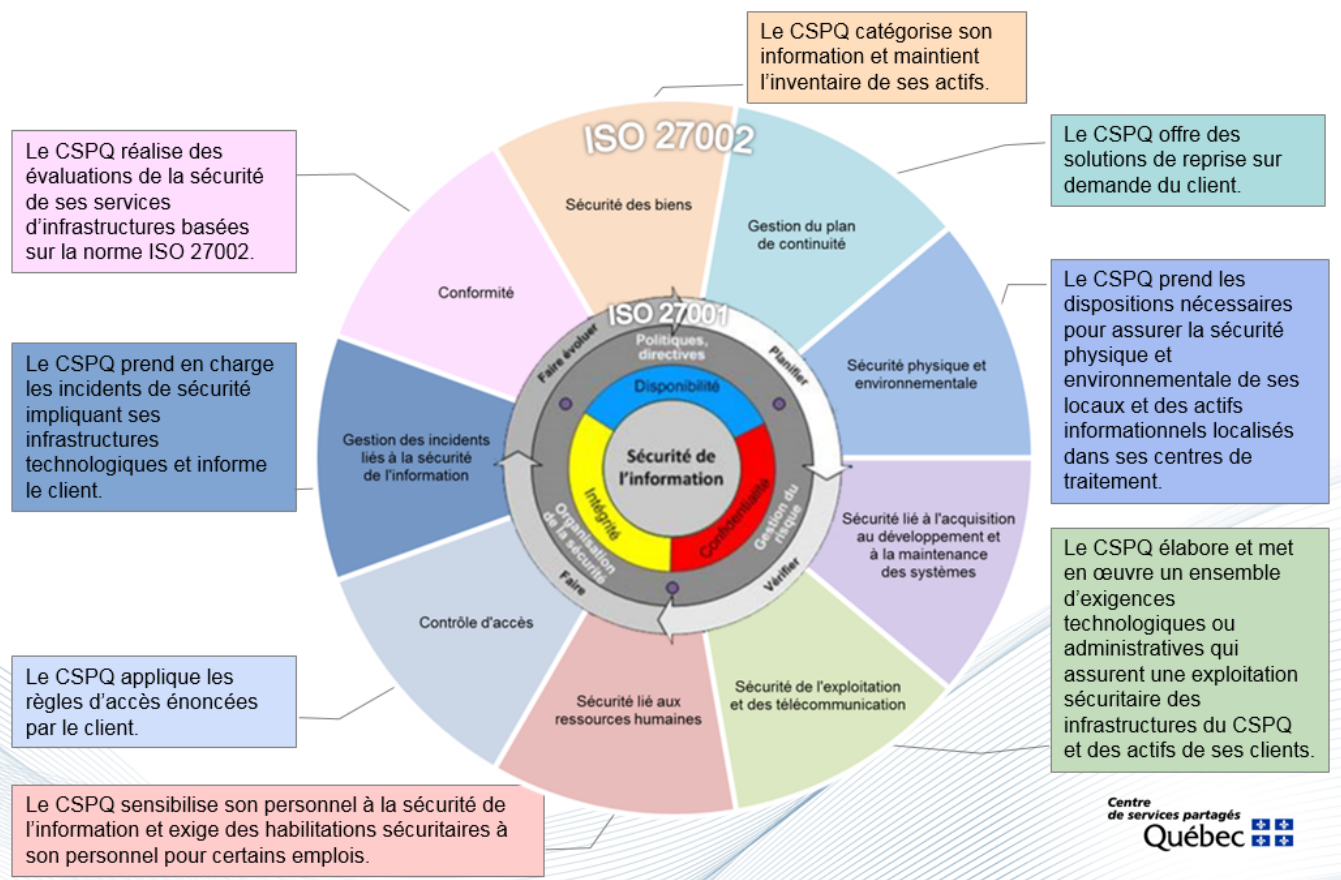 Le CSPQ catégorise son
information et maintient
l'inventaire de ses actifs.
Le CSPQ offre des
solutions de reprise sur
demande du client.
Le CSPQ réalise des
évaluations de la sécurité
de ses services
d'infrastructures basées
sur la norme ISO 27002.
Le CSPQ prend les
dispositions nécessaires
pour assurer la sécurité
physique et
environnementale de ses
locaux et des actifs
informationnels localisés
dans ses centres de
traitement.
Le CSPQ prend en charge
les incidents de sécurité
impliquant ses
infrastructures
technologiques et informe
le client.
Le CSPQ élabore et met
en œuvre un ensemble
d'exigences
technologiques ou
administratives qui
assurent une exploitation
sécuritaire des
infrastructures du CSPQ
et des actifs de ses clients.
Le CSPQ applique les
règles d'accès énoncées
par le client.
Le CSPQ sensibilise son personnel à la sécurité de
l'information et exige des habilitations sécuritaires à
son personnel pour certains emplois.
ISO 27002
Sécurité des biens
Gestion du plan
de continuité
Sécurité physique et
environnementale
Sécurité lié à l'acquisition
au développement et
à la maintenance
des systèmes
Sécurité de l'exploitation
et des télécommunication
Sécurité lié aux
ressources humaines
Contrôle d'accès
Gestion des incidents
liés à la sécurité
de l'information
Conformité
ISO 27001
Planifier
Vérifier
Faire
Faire évoluer
Politiques,
directives
Gestion du
risque
Organisation
de la sécurité
Disponibilité
Confidentialité
Intégrité
Sécurité de
l'information
Centre
de services partagés
Québec